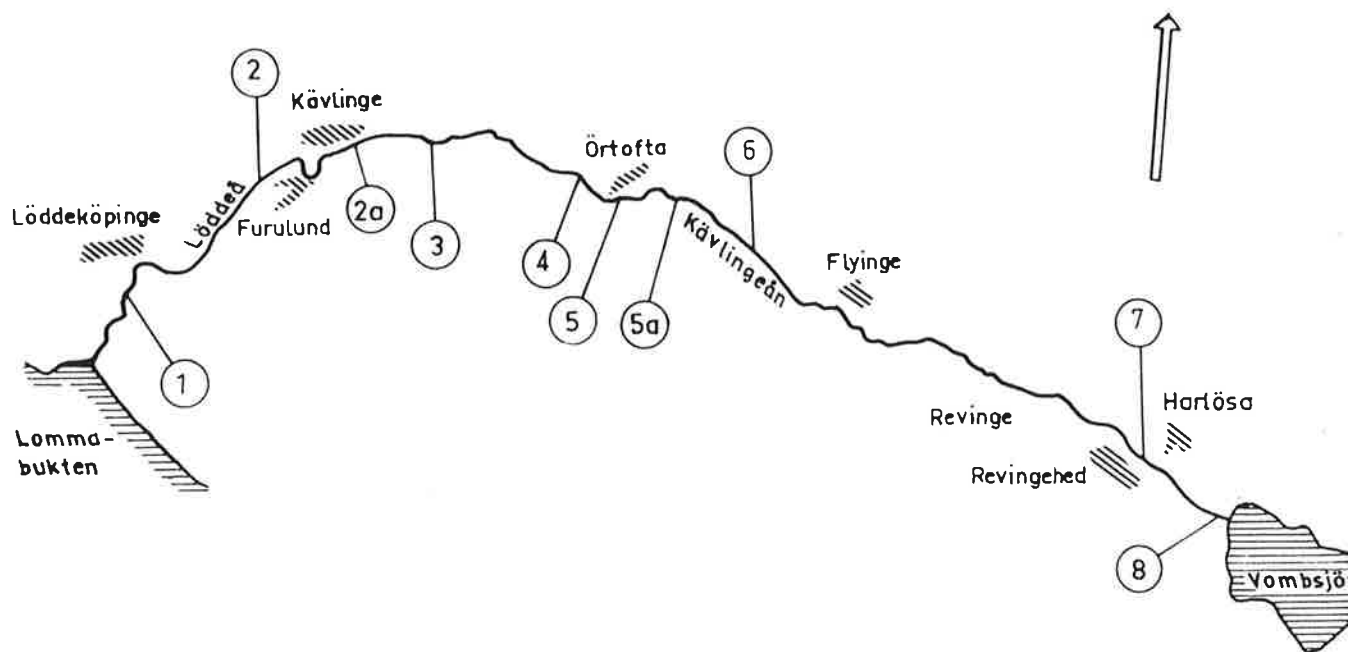 2
Kävlinge
Örtofta
6
Löddeköpinge
Löddeå
Furulund
2a
3
4
5
5a
Kävlingeån
Flyinge
7
1
Harlösa
Revinge
Revingehed
Lomma-
bukten
8
Vombsjö